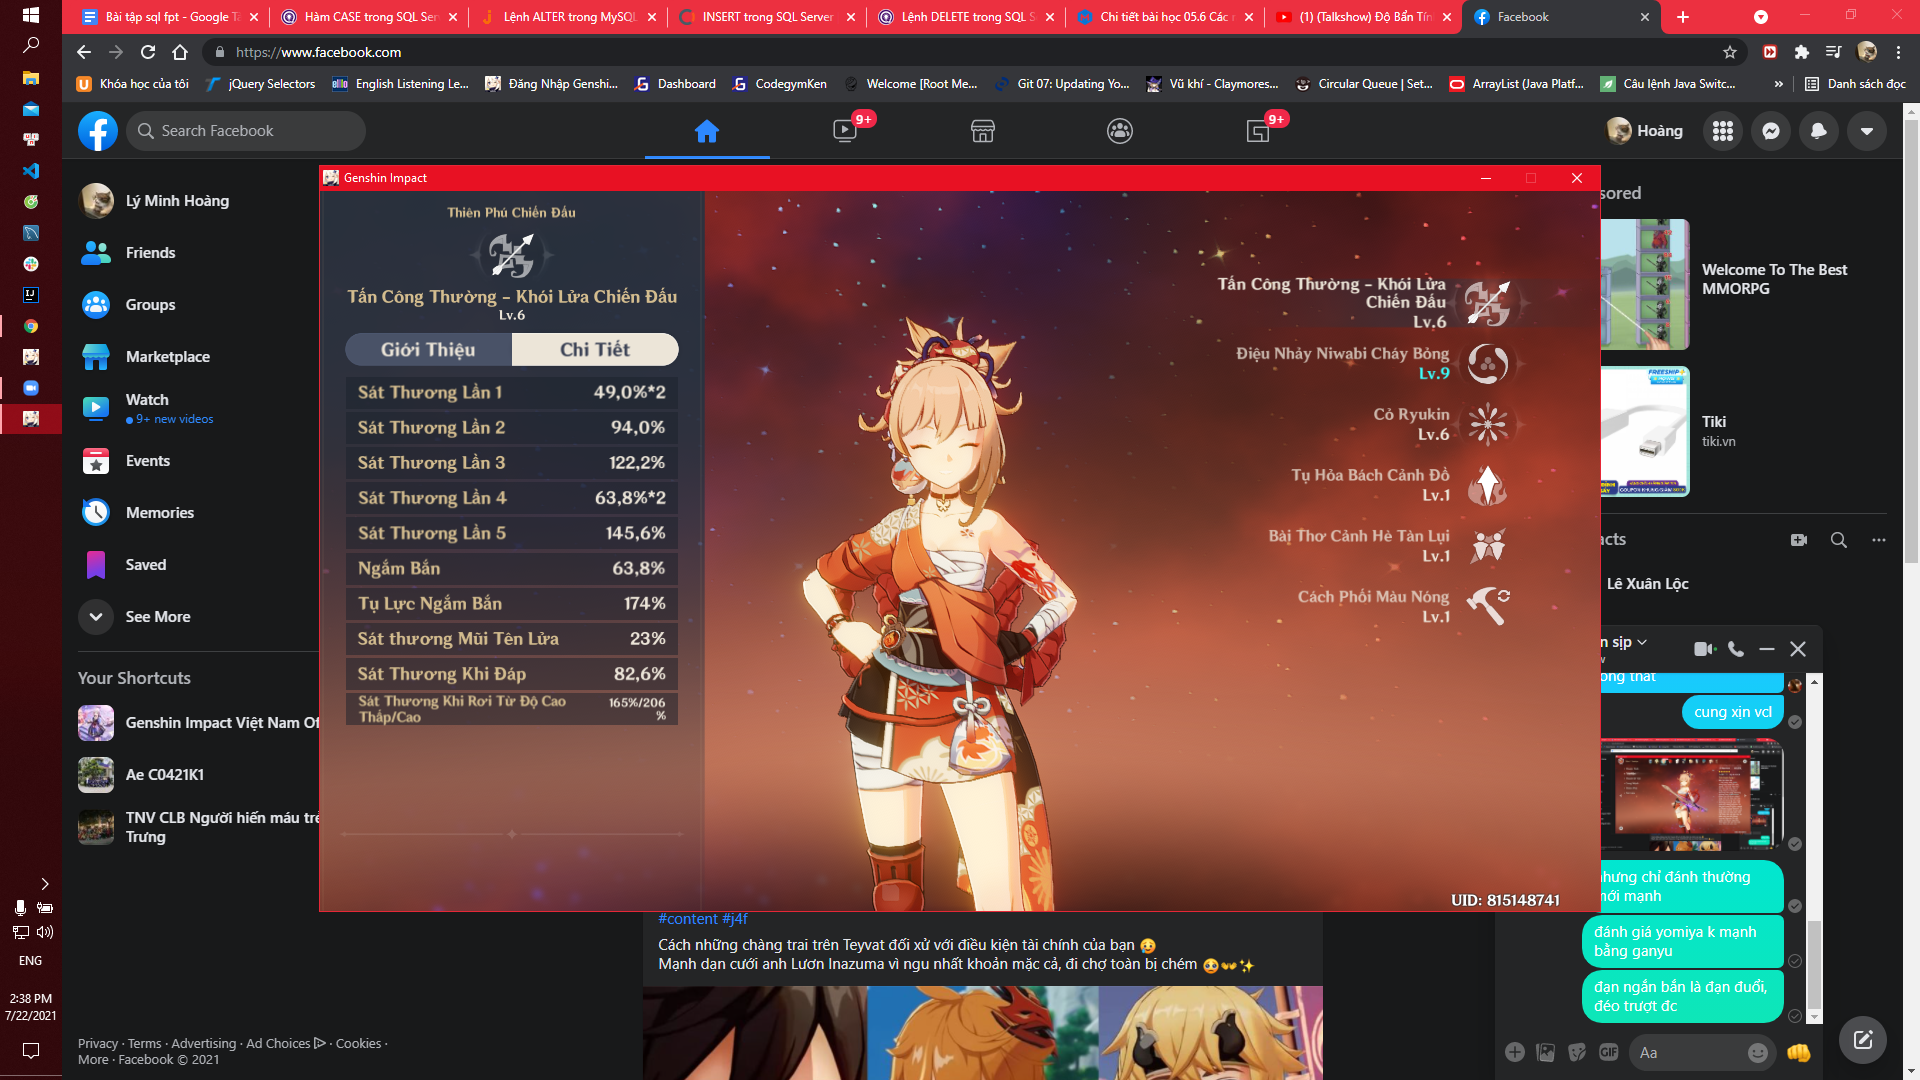 Bài tập sql fpt - Google Tà
Hàm CASE trong SQL Ser
Lệnh ALTER trong MySQL
INSERT trong SQL Server
Lệnh DELETE trong SQL S
Chi tiết bài học 05.6 Các r
(1) (Talkshow) Độ Bẩn Tín
Facebook
https://www.facebook.com
Khóa học của tôi
jQuery Selectors
English Listening Le...
Đăng Nhập Genshi...
Dashboard
CodegymKen
Welcome [Root Me...
Git 07: Updating Yo...
Vũ khí - Claymores...
Circular Queue | Set...
ArrayList (Java Platf...
Câu lệnh Java Switc...
»
Danh sách đọc
Search Facebook
9+
9+
Hoàng
Lý Minh Hoàng
Friends
Groups
Marketplace
Watch
9+ new videos
Events
Memories
Saved
See More
Your Shortcuts
Genshin Impact Việt Nam Of
Ae C0421K1
TNV CLB Người hiến máu trẻ
Trưng
Privacy · Terms · Advertising · Ad Choices · Cookies ·
More · Facebook © 2021
Genshin Impact
Thiên Phú Chiến Đấu
Tấn Công Thường - Khói Lửa Chiến Đấu
Lv.6
Giới Thiệu
Chi Tiết
Sát Thương Lần 1 49,0%*2
Sát Thương Lần 2 94,0%
Sát Thương Lần 3 122,2%
Sát Thương Lần 4 63,8%*2
Sát Thương Lần 5 145,6%
Ngắm Bắn 63,8%
Tụ Lực Ngắm Bắn 174%
Sát thương Mũi Tên Lửa 23%
Sát Thương Khi Đáp 82,6%
Sát Thương Khi Rơi Từ Độ Cao 165%/206
Thấp/Cao %
Tấn Công Thường - Khói Lửa
Chiến Đấu
Lv.6
Điệu Nhảy Niwabi Cháy Bỏng
Lv.9
Cỏ Ryukin
Lv.6
Tụ Hỏa Bách Cảnh Đồ
Lv.1
Bài Thơ Cảnh Hè Tàn Lụi
Lv.1
Cách Phối Màu Nóng
Lv.1
UID: 815148741
#content #j4f
Cách những chàng trai trên Teyvat đối xử với điều kiện tài chính của bạn 😥
Mạnh dạn cưới anh Lươn Inazuma vì ngu nhất khoản mặc cả, đi chợ toàn bị chém 🥺👐✨
sored
Welcome To The Best
MMORPG
FREESHIP
Tiki
tiki.vn
acts
Lê Xuân Lộc
n sịp
w
ong that
cung xịn vcl
nhưng chỉ đánh thường
mới mạnh
đánh giá yomiya k mạnh
bằng ganyu
đạn ngắn bắn là đạn đuổi,
đéo trượt đc
GIF
Aa
ENG
2:38 PM
7/22/2021